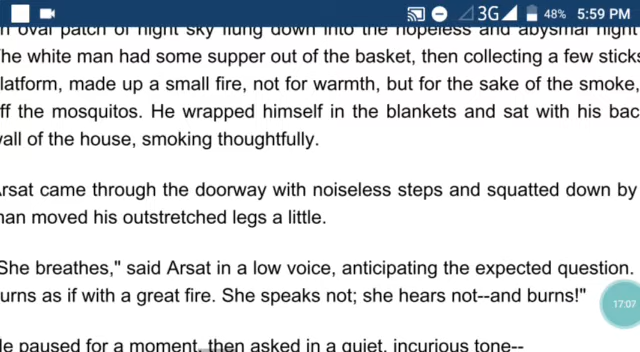 3G 48% 5:59 PM
oval patch of night sky flung down into the hopeless and abysmal night
he white man had some supper out of the basket, then collecting a few sticks
latform, made up a small fire, not for warmth, but for the sake of the smoke,
ff the mosquitos. He wrapped himself in the blankets and sat with his bac
all of the house, smoking thoughtfully.
rsat came through the doorway with noiseless steps and squatted down by
an moved his outstretched legs a little.
She breathes," said Arsat in a low voice, anticipating the expected question.
urns as if with a great fire. She speaks not; she hears not--and burns!"
17:07
e paused for a moment, then asked in a quiet, incurious tone--